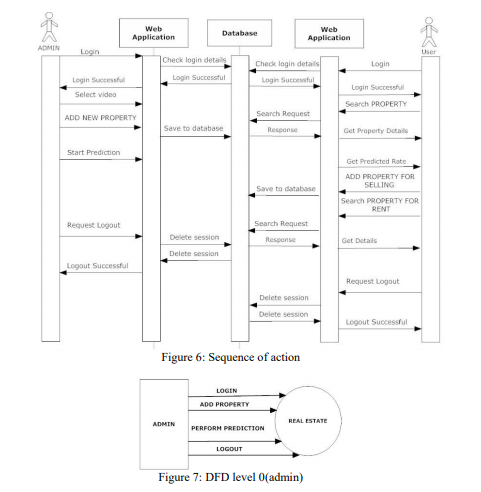 Web
Application
Database
Web
Application
ADMIN
User
Login
Check login details
Check login details
Login
Login Successful
Login Successful
Login Successful
Login Successful
Select video
Search PROPERTY
ADD NEW PROPERTY
Search Request
Save to database
Response
Get Property Details
Start Prediction
Get Predicted Rate
ADD PROPERTY FOR
SELLING
Save to database
Search PROPERTY FOR
RENT
Request Logout
Search Request
Delete session
Response
Get Details
Delete session
Logout Successful
Request Logout
Delete session
Delete session
Logout Successful
Figure 6: Sequence of action
LOGIN
ADD PROPERTY
ADMIN
PERFORM PREDICTION
REAL ESTATE
LOGOUT
Figure 7: DFD level 0(admin)